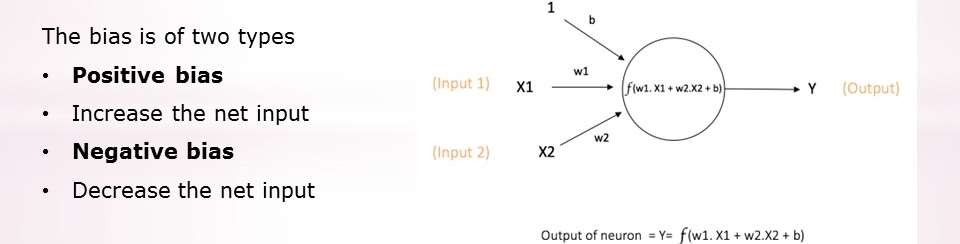 The bias is of two types
• Positive bias
• Increase the net input
• Negative bias
• Decrease the net input
1
b
(Input 1) X1
w1
f(w1. X1 + w2.X2 + b)
Y (Output)
(Input 2) X2
w2
Output of neuron = Y= f(w1. X1 + w2.X2 + b)